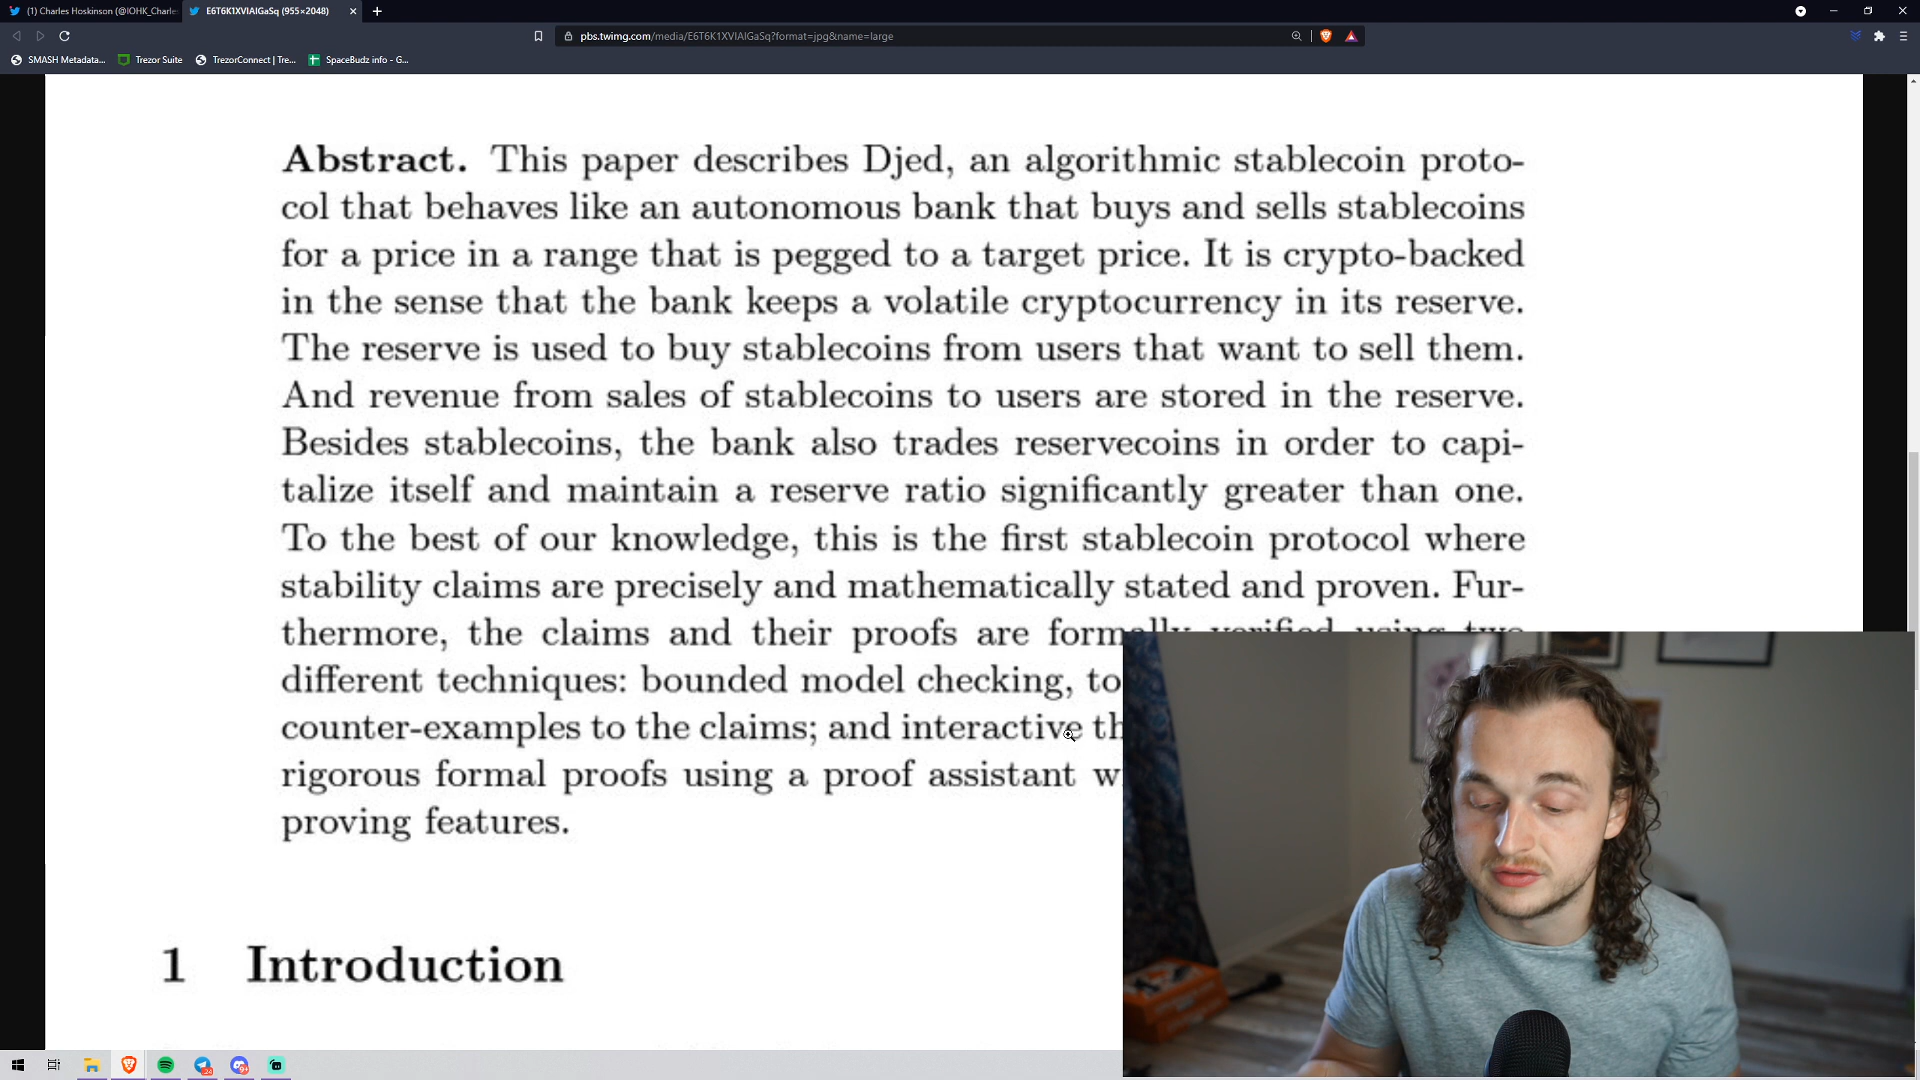 (1) Charles Hoskinson (@IOHK_Charle
E6T6K1XVIAIGaSq (955×2048)
pbs.twimg.com/media/E6T6K1XVIAIGaSq?format=jpg&name=large
SMASH Metadata...
Trezor Suite
TrezorConnect | Tre...
SpaceBudz info - G...
Abstract. This paper describes Djed, an algorithmic stablecoin proto-
col that behaves like an autonomous bank that buys and sells stablecoins
for a price in a range that is pegged to a target price. It is crypto-backed
in the sense that the bank keeps a volatile cryptocurrency in its reserve.
The reserve is used to buy stablecoins from users that want to sell them.
And revenue from sales of stablecoins to users are stored in the reserve.
Besides stablecoins, the bank also trades reservecoins in order to capi-
talize itself and maintain a reserve ratio significantly greater than one.
To the best of our knowledge, this is the first stablecoin protocol where
stability claims are precisely and mathematically stated and proven. Fur-
thermore, the claims and their proofs are formally verified using two
different techniques: bounded model checking, to
counter-examples to the claims; and interactive th
rigorous formal proofs using a proof assistant w
proving features.
1 Introduction